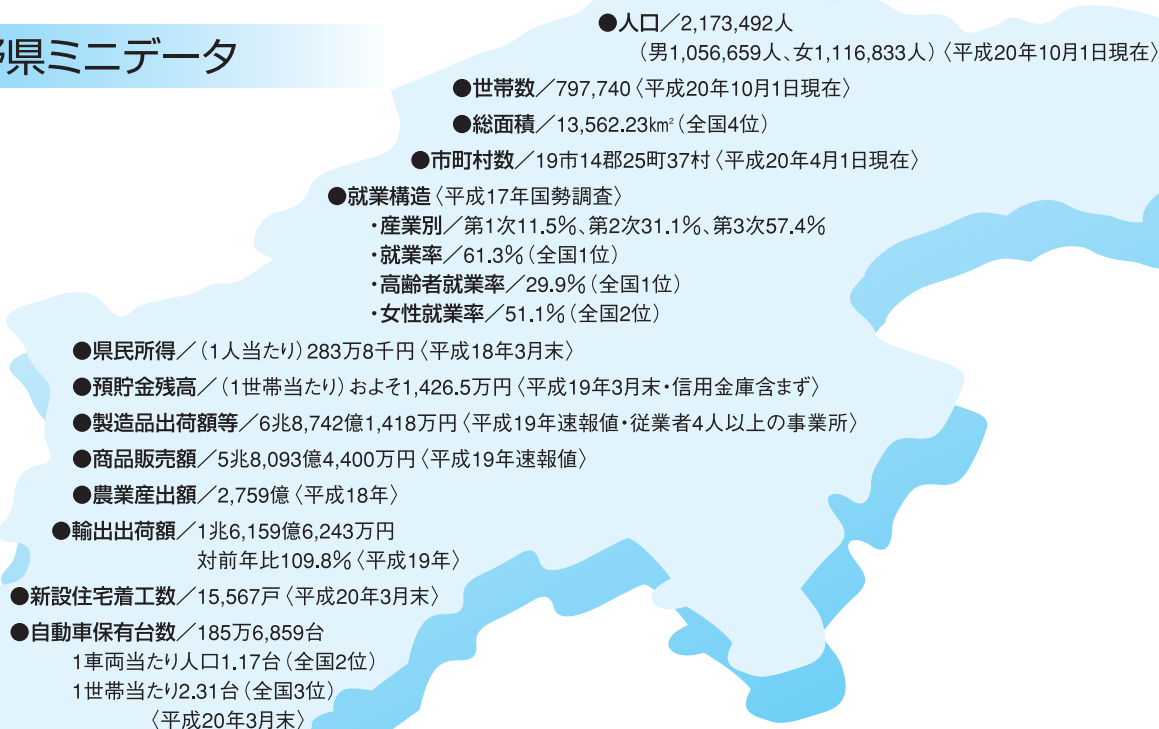 県ミニデータ
●人口／2,173,492人
（男1,056,659人、女1,116,833人）〈平成20年10月1日現在〉
●世帯数／797,740〈平成20年10月1日現在〉
●総面積／13,562.23km²（全国4位）
●市町村数／19市14郡25町37村〈平成20年4月1日現在〉
●就業構造〈平成17年国勢調査〉
・産業別／第1次11.5％、第2次31.1％、第3次57.4％
・就業率／61.3％（全国1位）
・高齢者就業率／29.9％（全国1位）
・女性就業率／51.1％（全国2位）
●県民所得／（1人当たり）283万8千円〈平成18年3月末〉
●預貯金残高／（1世帯当たり）およそ1,426.5万円〈平成19年3月末・信用金庫含まず〉
●製造品出荷額等／6兆8,742億1,418万円〈平成19年速報値・従業者4人以上の事業所〉
●商品販売額／5兆8,093億4,400万円〈平成19年速報値〉
●農業産出額／2,759億〈平成18年〉
●輸出出荷額／1兆6,159億6,243万円
対前年比109.8％〈平成19年〉
●新設住宅着工数／15,567戸〈平成20年3月末〉
●自動車保有台数／185万6,859台
1車両当たり人口1.17台（全国2位）
1世帯当たり2.31台（全国3位）
〈平成20年3月末〉